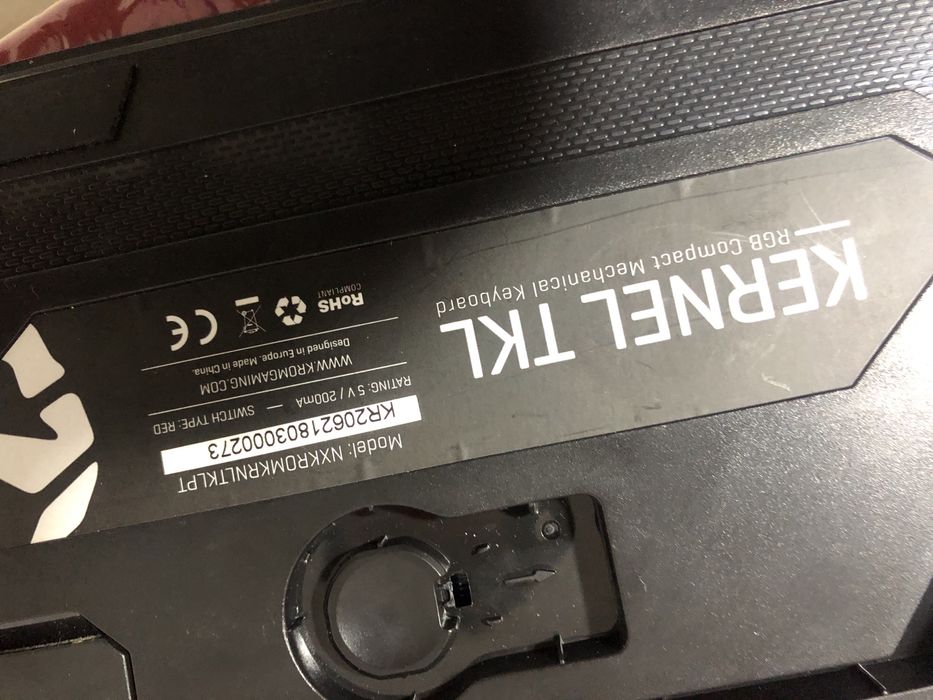 KERNEL TKL
RGB Compact Mechanical Keyboard
Model: NXKROMKRNLTKLPT
KR20621803000273
RATING: 5 V / 200mA — SWITCH TYPE: RED
WWW.KROMGAMING.COM
Designed in Europe. Made in China.
RoHS
COMPLIANT
CE